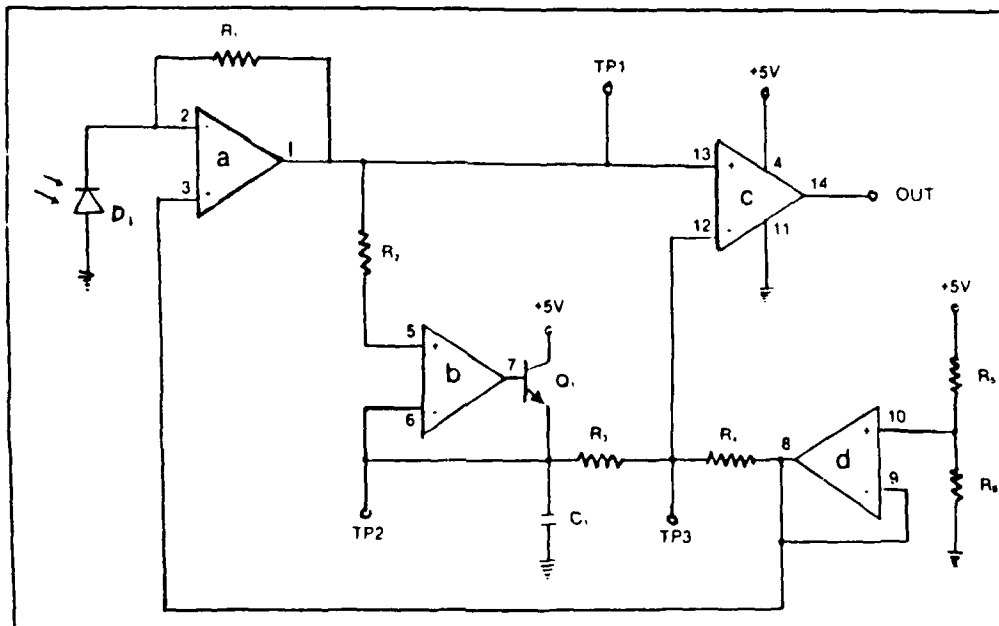 R₁
TP1
+5V
2
-
a
1
3
-
13
+
4
C
14
OUT
12
-
11
D₁
R₂
+5V
+5V
5
+
b
7
Q₁
6
-
R₅
10
+
d
9
-
8
R₃
R₄
R₆
TP2
C₁
TP3